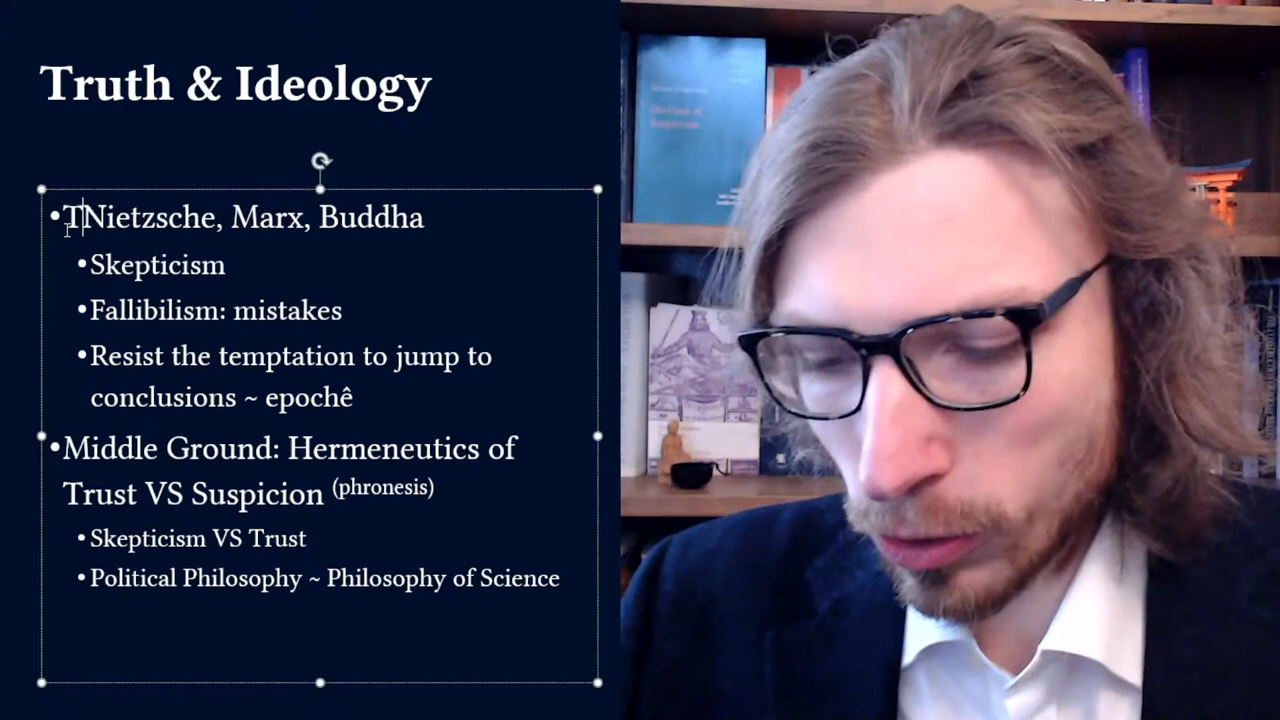 Truth & Ideology
•TNietzsche, Marx, Buddha
•Skepticism
•Fallibilism: mistakes
•Resist the temptation to jump to
conclusions ~ epochê
•Middle Ground: Hermeneutics of
Trust VS Suspicion (phronesis)
•Skepticism VS Trust
•Political Philosophy ~ Philosophy of Science